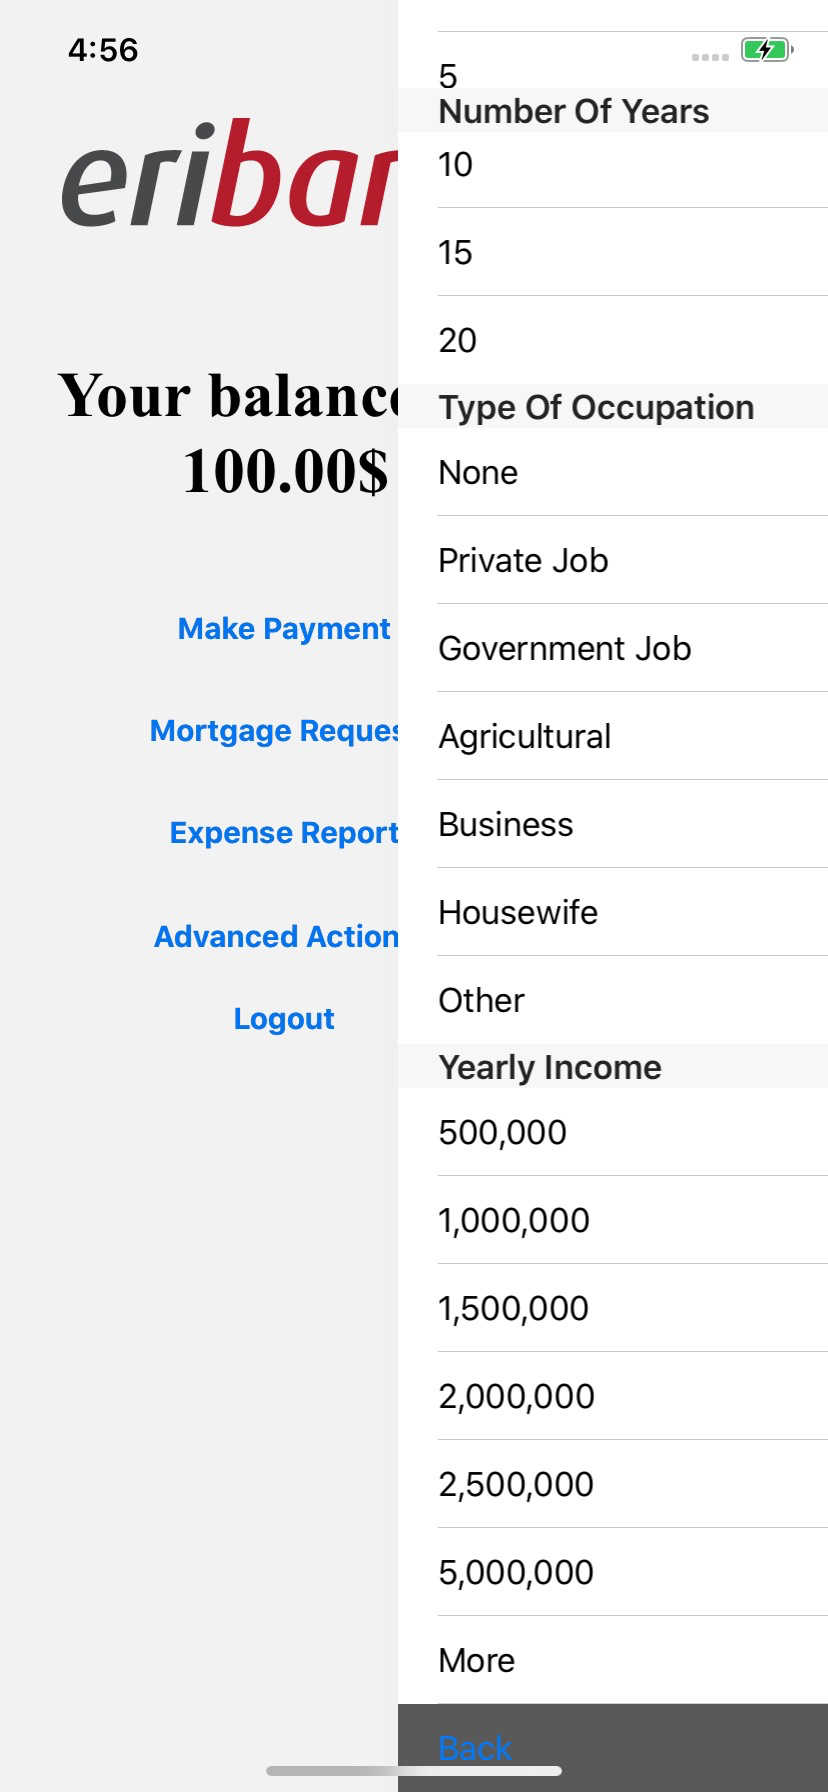 4:56
eriban
Your balance
100.00$
Make Payment
Mortgage Reques
Expense Report
Advanced Action
Logout
5
Number Of Years
10
15
20
Type Of Occupation
None
Private Job
Government Job
Agricultural
Business
Housewife
Other
Yearly Income
500,000
1,000,000
1,500,000
2,000,000
2,500,000
5,000,000
More
Back